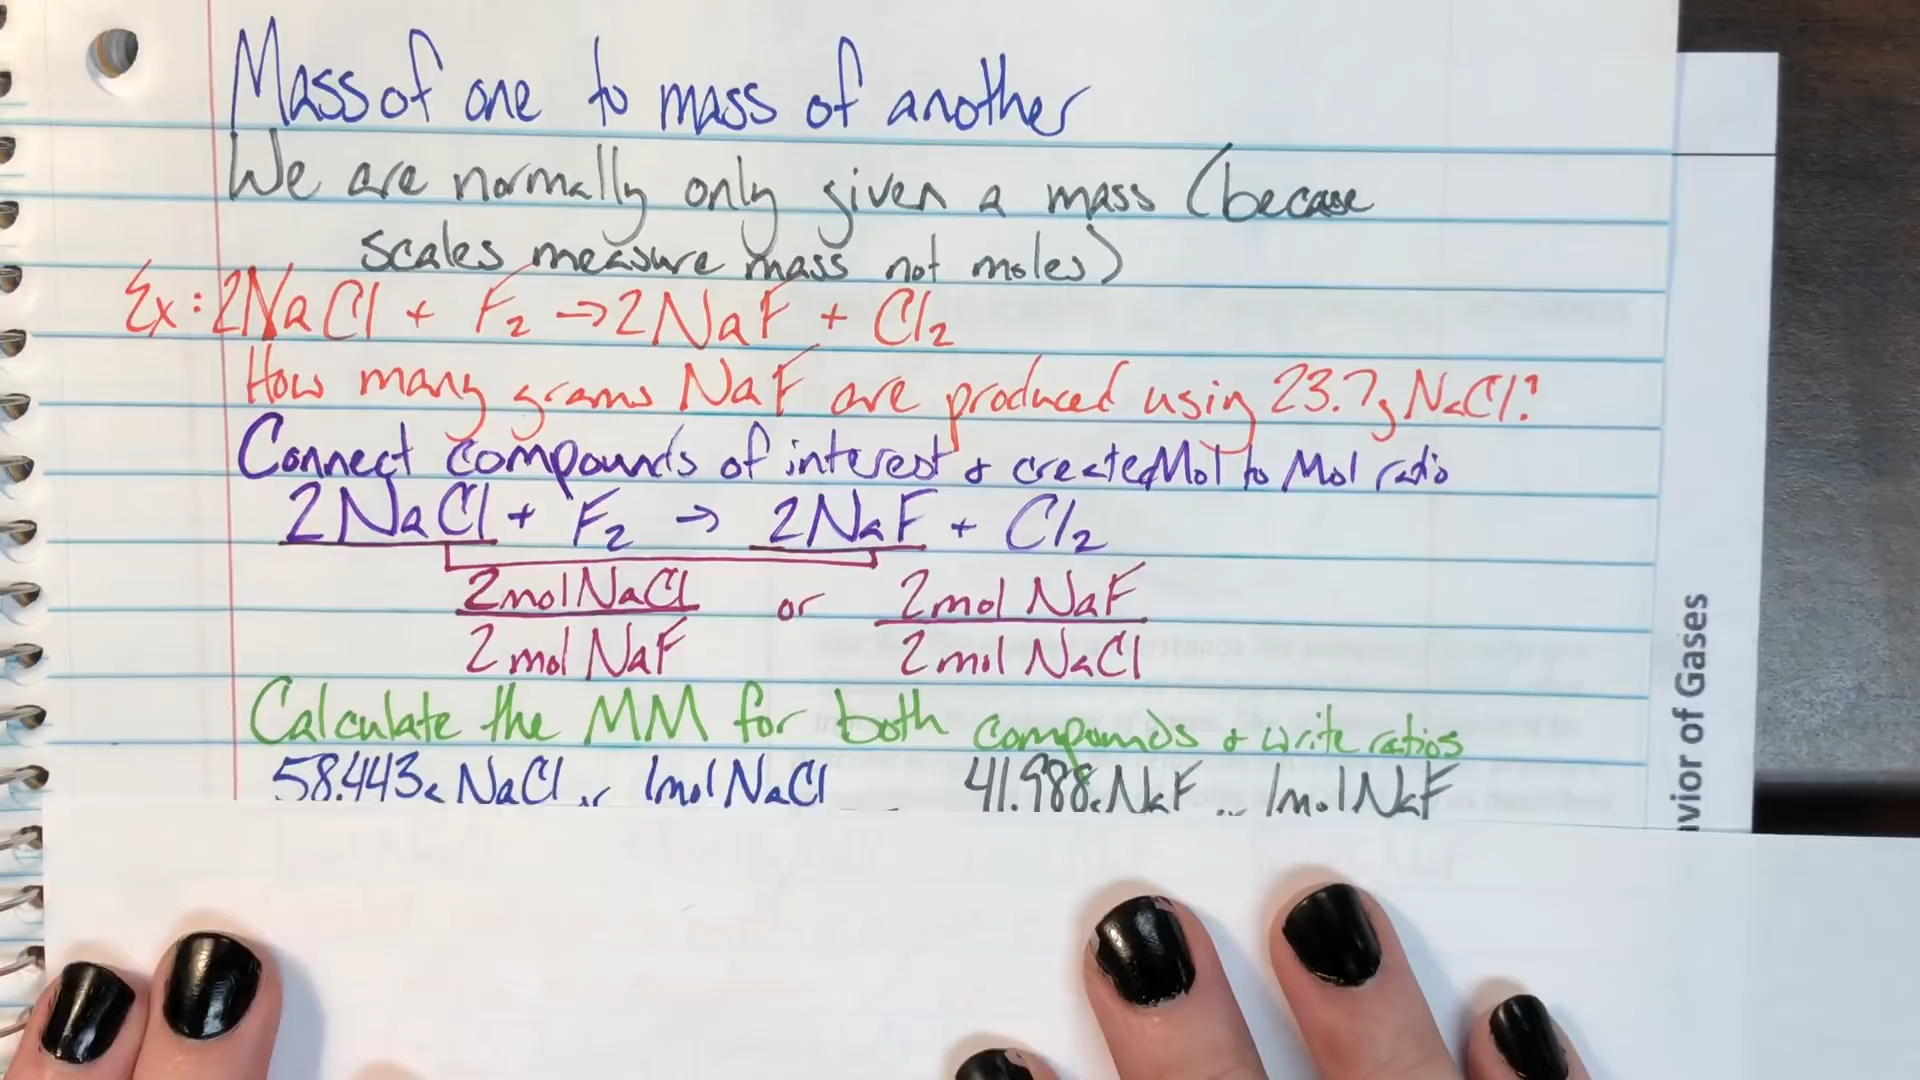 Mass of one to mass of another
We are normally only given a mass (because
scales measure mass not moles)
Ex: 2NaCl + F₂ → 2NaF + Cl₂
How many grams NaF are produced using 23.7g NaCl?
Connect compounds of interest & create Mol to Mol ratio
2NaCl + F₂ → 2NaF + Cl₂
2mol NaCl or 2mol NaF
2mol NaF 2mol NaCl
Calculate the MM for both compounds & write ratios
58.443g NaCl or 1mol NaCl 41.988g NaF or 1mol NaF
vior of Gases